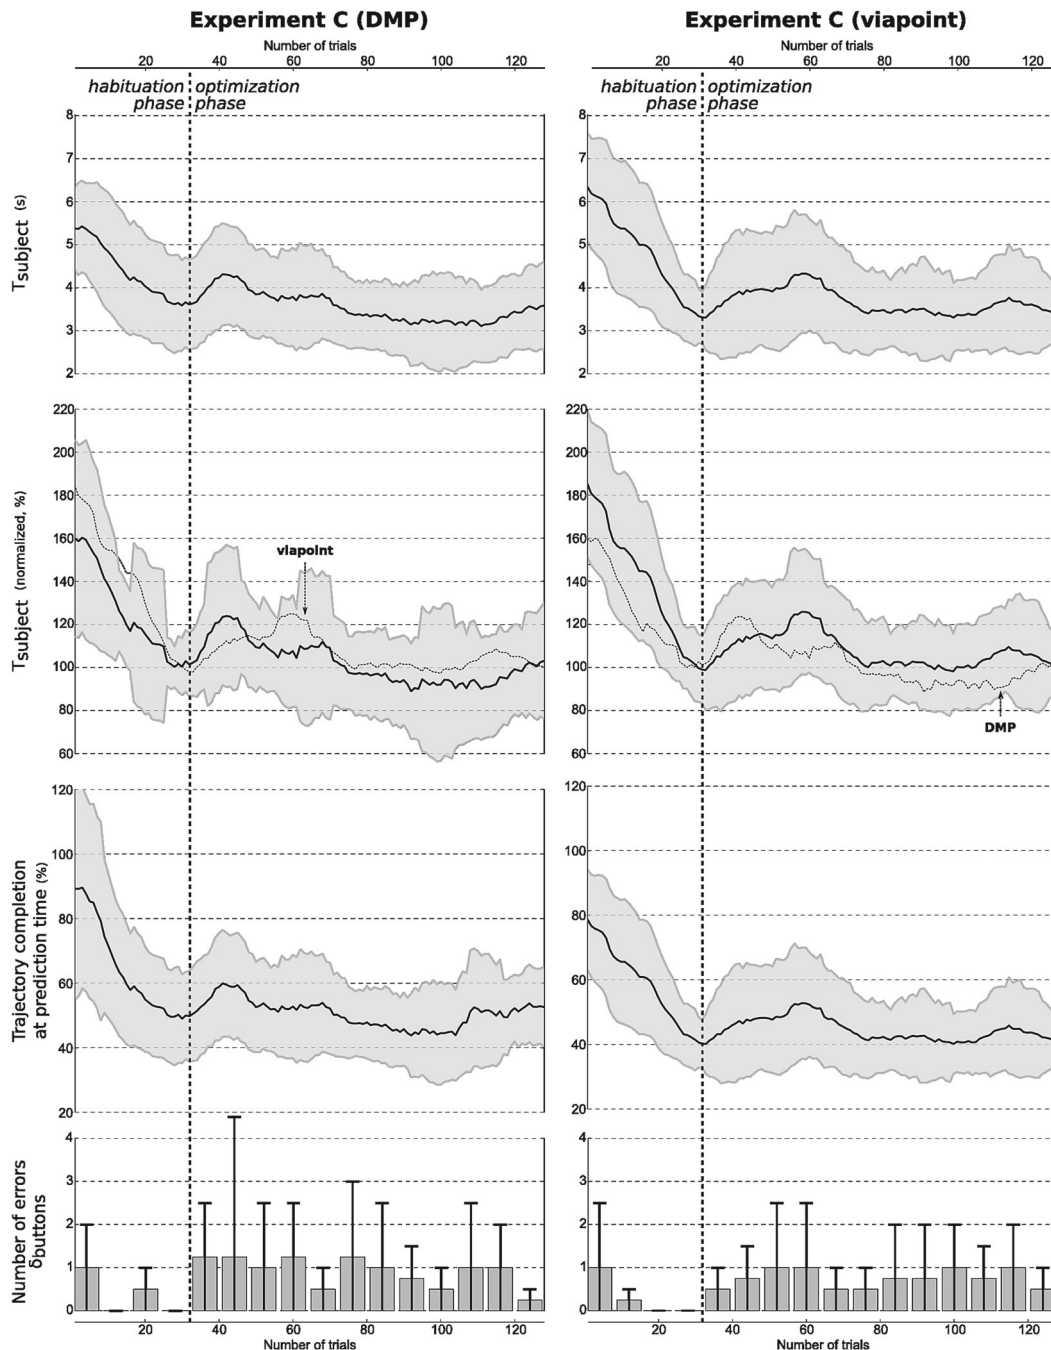 Experiment C (DMP) Experiment C (viapoint)
Number of trials Number of trials
20 40 60 80 100 120 20 40 60 80 100 120
habituation optimization habituation optimization
phase phase phase phase
8 8
7 7
6 6
5 5
4 4
3 3
2 2
Tsubject (s)
220 220
200 200
180 180
160 160
140 140
120 120
100 100
80 80
60 60
Tsubject (normalized, %)
viapoint
DMP
120 120
100 100
80 80
60 60
40 40
20 20
Trajectory completion
at prediction time (%)
4 4
3 3
2 2
1 1
0 0
Number of errors
δbuttons
20 40 60 80 100 120 20 40 60 80 100 120
Number of trials Number of trials